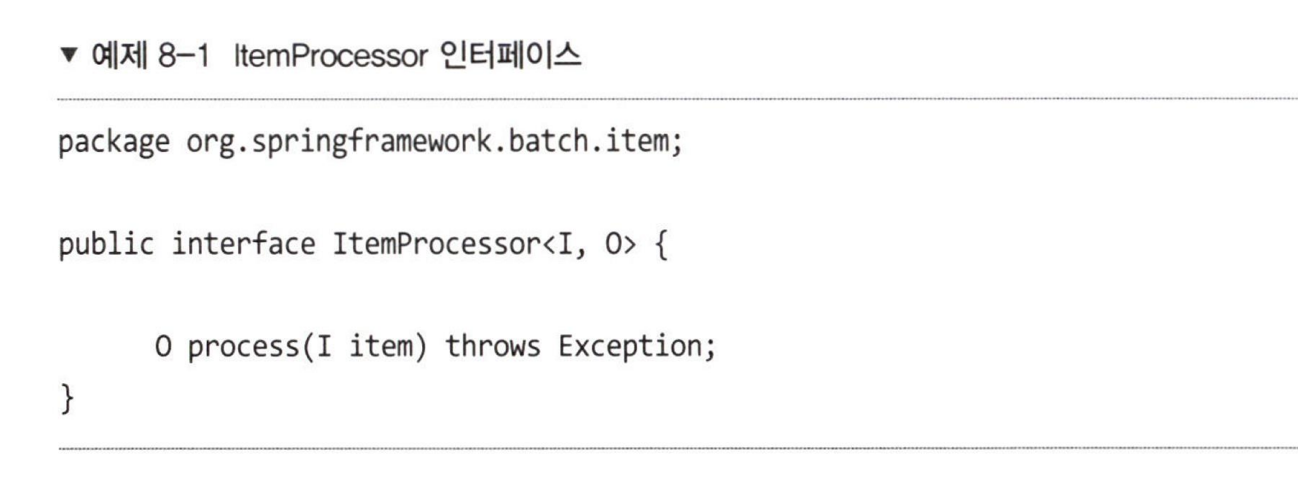 ▼ 예제 8-1 ItemProcessor 인터페이스
package org.springframework.batch.item;
public interface ItemProcessor<I, O> {
O process(I item) throws Exception;
}